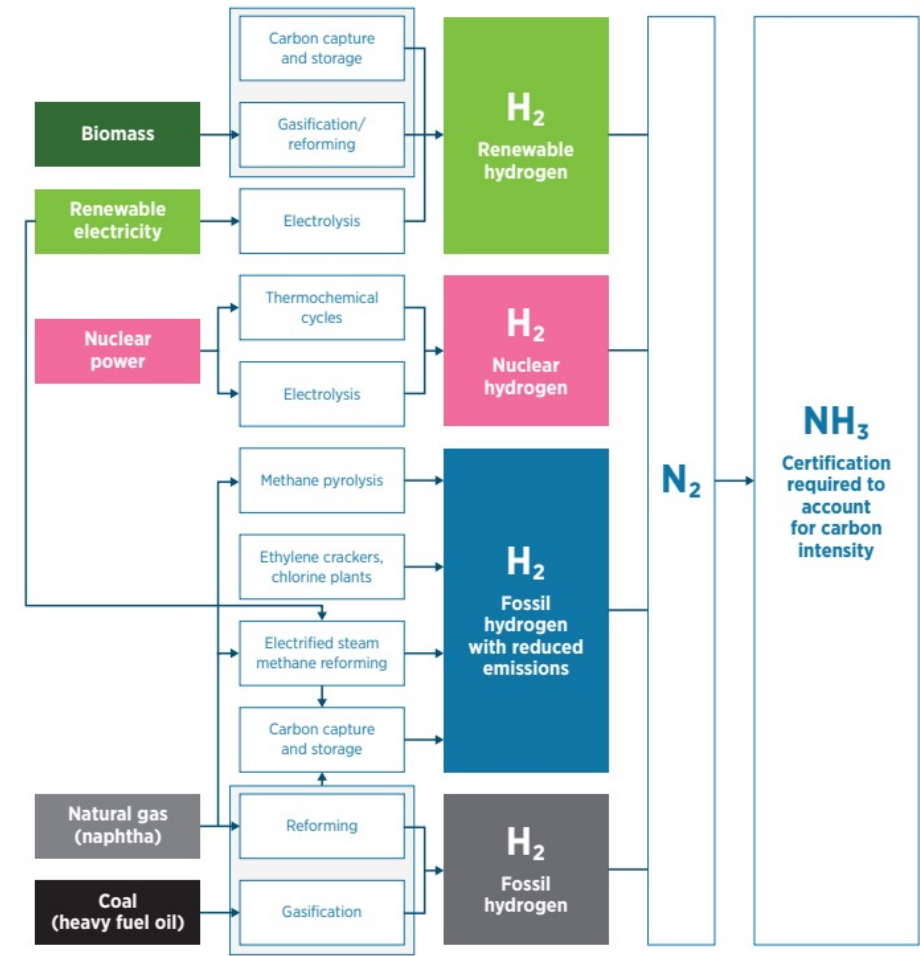 Carbon capture
and storage
Biomass
Gasification/
reforming
H₂
Renewable
hydrogen
Renewable
electricity
Electrolysis
Nuclear
power
Thermochemical
cycles
Electrolysis
H₂
Nuclear
hydrogen
Methane pyrolysis
Ethylene crackers,
chlorine plants
Electrified steam
methane reforming
Carbon capture
and storage
H₂
Fossil
hydrogen
with reduced
emissions
Natural gas
(naphtha)
Reforming
Coal
(heavy fuel oil)
Gasification
H₂
Fossil
hydrogen
N₂
NH₃
Certification
required to
account
for carbon
intensity